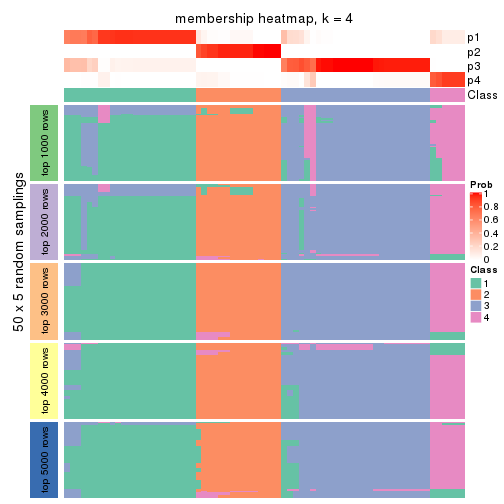 membership heatmap, k = 4
p1
p2
p3
p4
Class
50 x 5 random samplings
top 1000 rows
top 2000 rows
top 3000 rows
top 4000 rows
top 5000 rows
Prob
1
0.8
0.6
0.4
0.2
0
Class
1
2
3
4